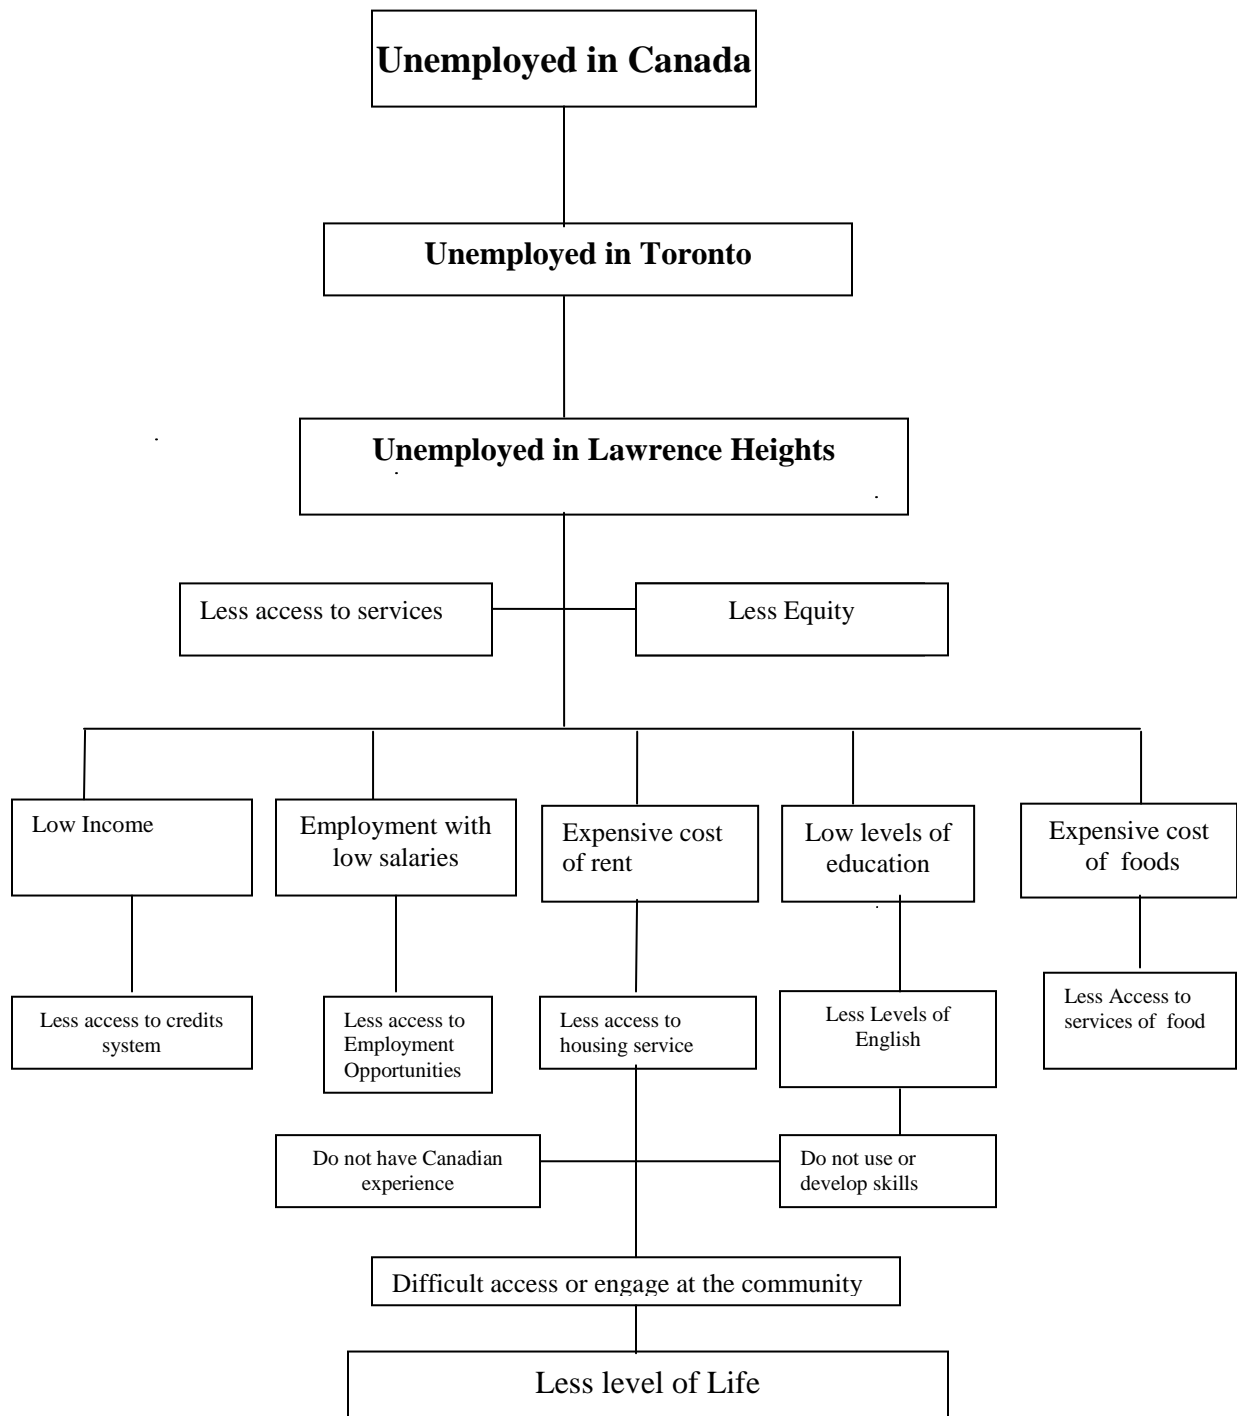 Unemployed in Canada
Unemployed in Toronto
Unemployed in Lawrence Heights
Less access to services
Less Equity
Low Income
Employment with
low salaries
Expensive cost
of rent
Low levels of
education
Expensive cost
of foods
Less access to credits
system
Less access to
Employment
Opportunities
Less access to
housing service
Less Levels of
English
Less Access to
services of food
Do not have Canadian
experience
Do not use or
develop skills
Difficult access or engage at the community
Less level of Life